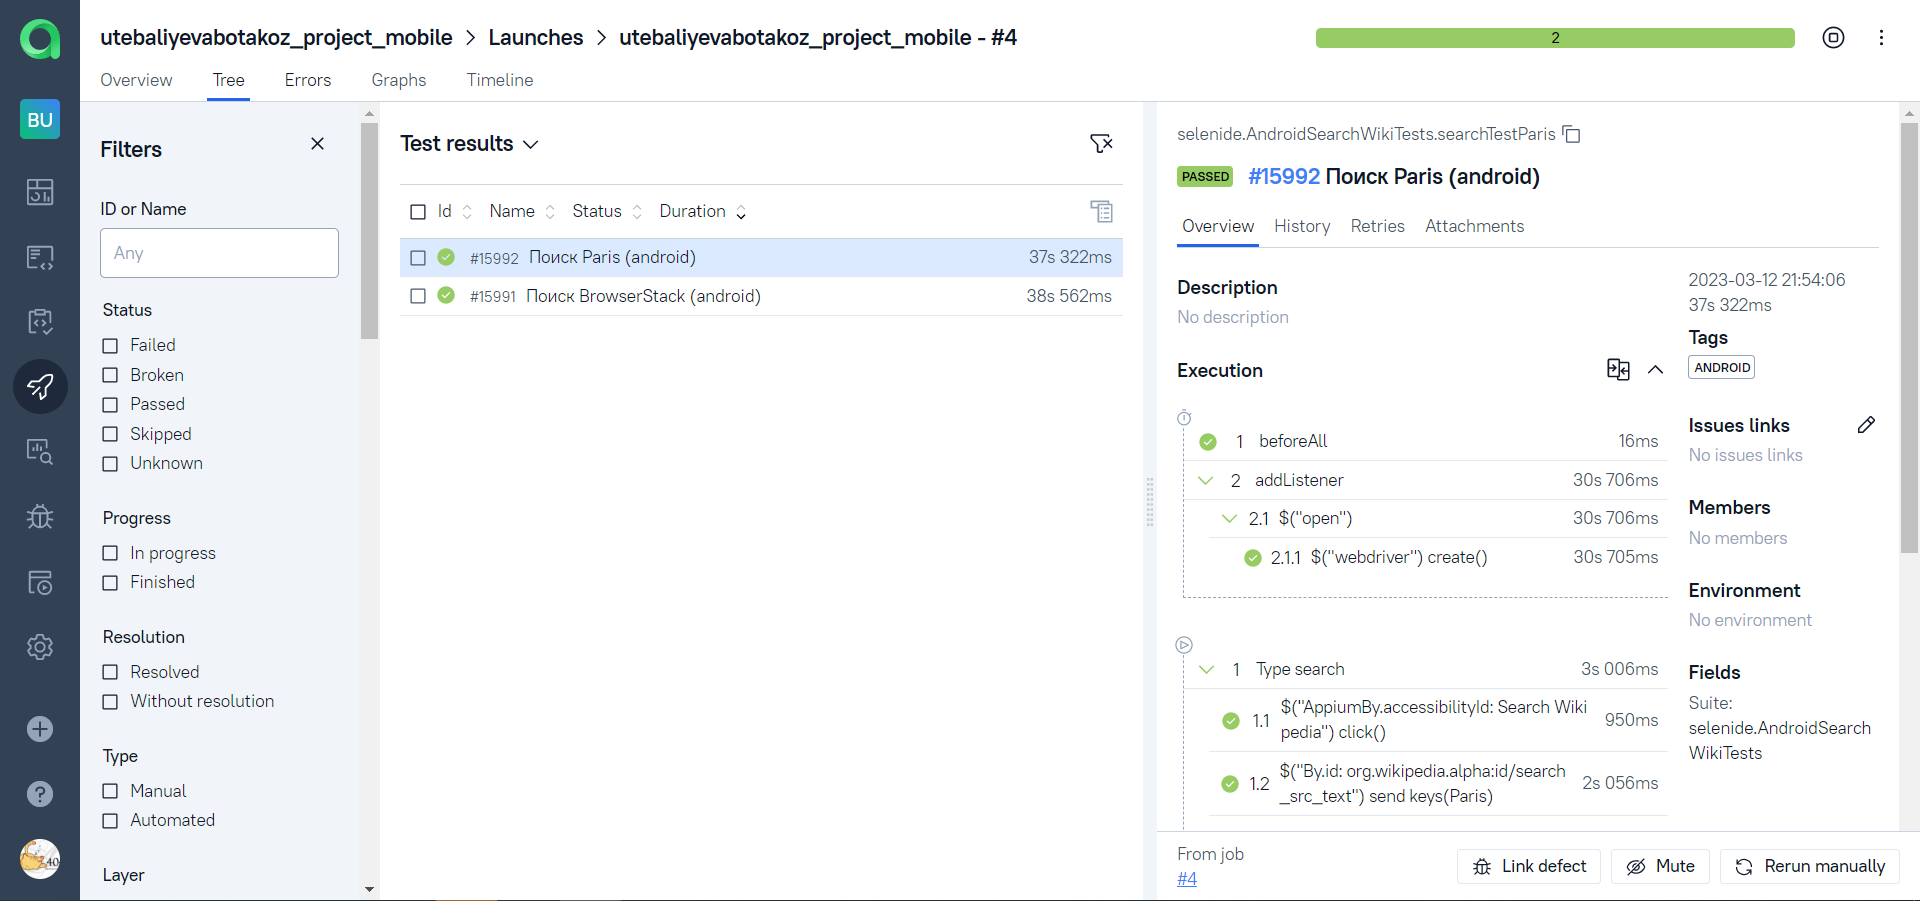 utebaliyevabotakoz_project_mobile > Launches > utebaliyevabotakoz_project_mobile - #4
2
Overview Tree Errors Graphs Timeline
BU
Filters
ID or Name
Any
Status
Failed
Broken
Passed
Skipped
Unknown
Progress
In progress
Finished
Resolution
Resolved
Without resolution
Type
Manual
Automated
Layer
Test results
Id Name Status Duration
#15992 Поиск Paris (android) 37s 322ms
#15991 Поиск BrowserStack (android) 38s 562ms
selenide.AndroidSearchWikiTests.searchTestParis
PASSED #15992 Поиск Paris (android)
Overview History Retries Attachments
Description
No description
Execution
1 beforeAll 16ms
2 addListener 30s 706ms
2.1 $("open") 30s 706ms
2.1.1 $("webdriver") create() 30s 705ms
1 Type search 3s 006ms
1.1 $("AppiumBy.accessibilityId: Search Wiki
pedia") click() 950ms
1.2 $("By.id: org.wikipedia.alpha:id/search
_src_text") send keys(Paris) 2s 056ms
2023-03-12 21:54:06
37s 322ms
Tags
ANDROID
Issues links
No issues links
Members
No members
Environment
No environment
Fields
Suite:
selenide.AndroidSearch
WikiTests
From job
#4
Link defect Mute Rerun manually